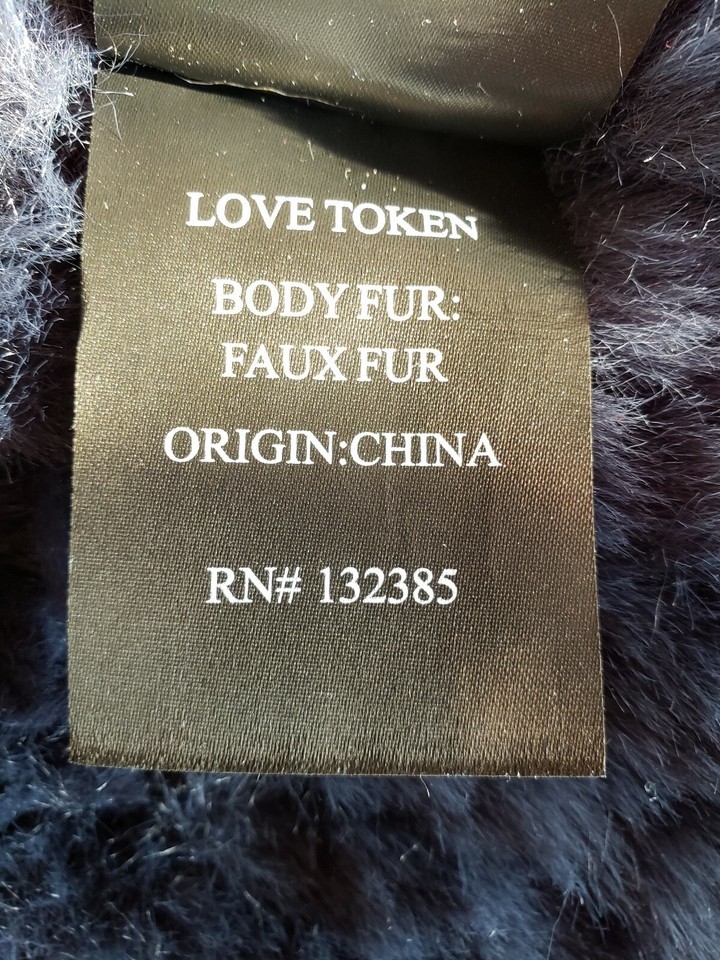 LOVE TOKEN
BODY FUR:
FAUX FUR
ORIGIN:CHINA
RN# 132385